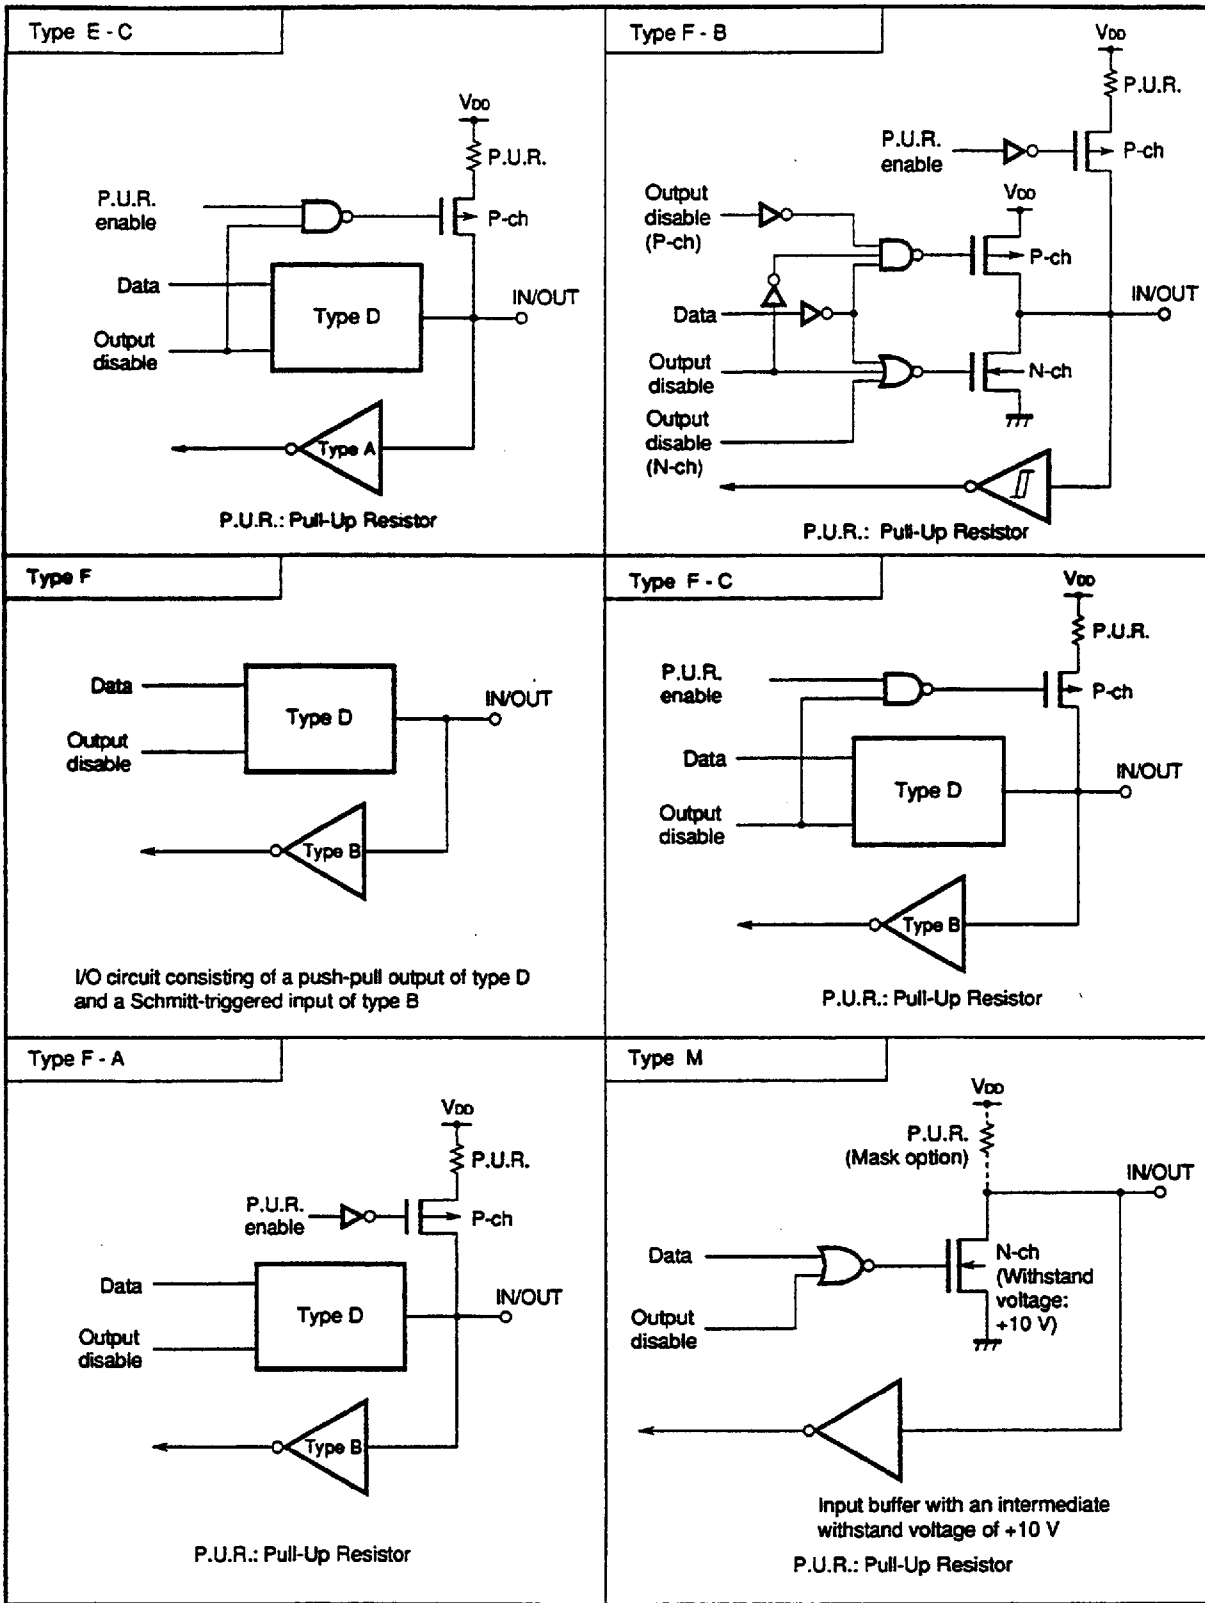 Type E - C
VDD
P.U.R.
P.U.R.
enable
P-ch
Data
Type D
IN/OUT
Output
disable
Type A
P.U.R.: Pull-Up Resistor
Type F - B
VDD
P.U.R.
P.U.R.
enable
P-ch
Output
disable
(P-ch)
VDD
P-ch
IN/OUT
Data
Output
disable
N-ch
Output
disable
(N-ch)
P.U.R.: Pull-Up Resistor
Type F
Data
Type D
IN/OUT
Output
disable
Type B
I/O circuit consisting of a push-pull output of type D
and a Schmitt-triggered input of type B
Type F - C
VDD
P.U.R.
P.U.R.
enable
P-ch
Data
Type D
IN/OUT
Output
disable
Type B
P.U.R.: Pull-Up Resistor
Type F - A
VDD
P.U.R.
P.U.R.
enable
P-ch
Data
Type D
IN/OUT
Output
disable
Type B
P.U.R.: Pull-Up Resistor
Type M
VDD
P.U.R.
(Mask option)
IN/OUT
Data
N-ch
(Withstand
voltage:
+10 V)
Output
disable
Input buffer with an intermediate
withstand voltage of +10 V
P.U.R.: Pull-Up Resistor